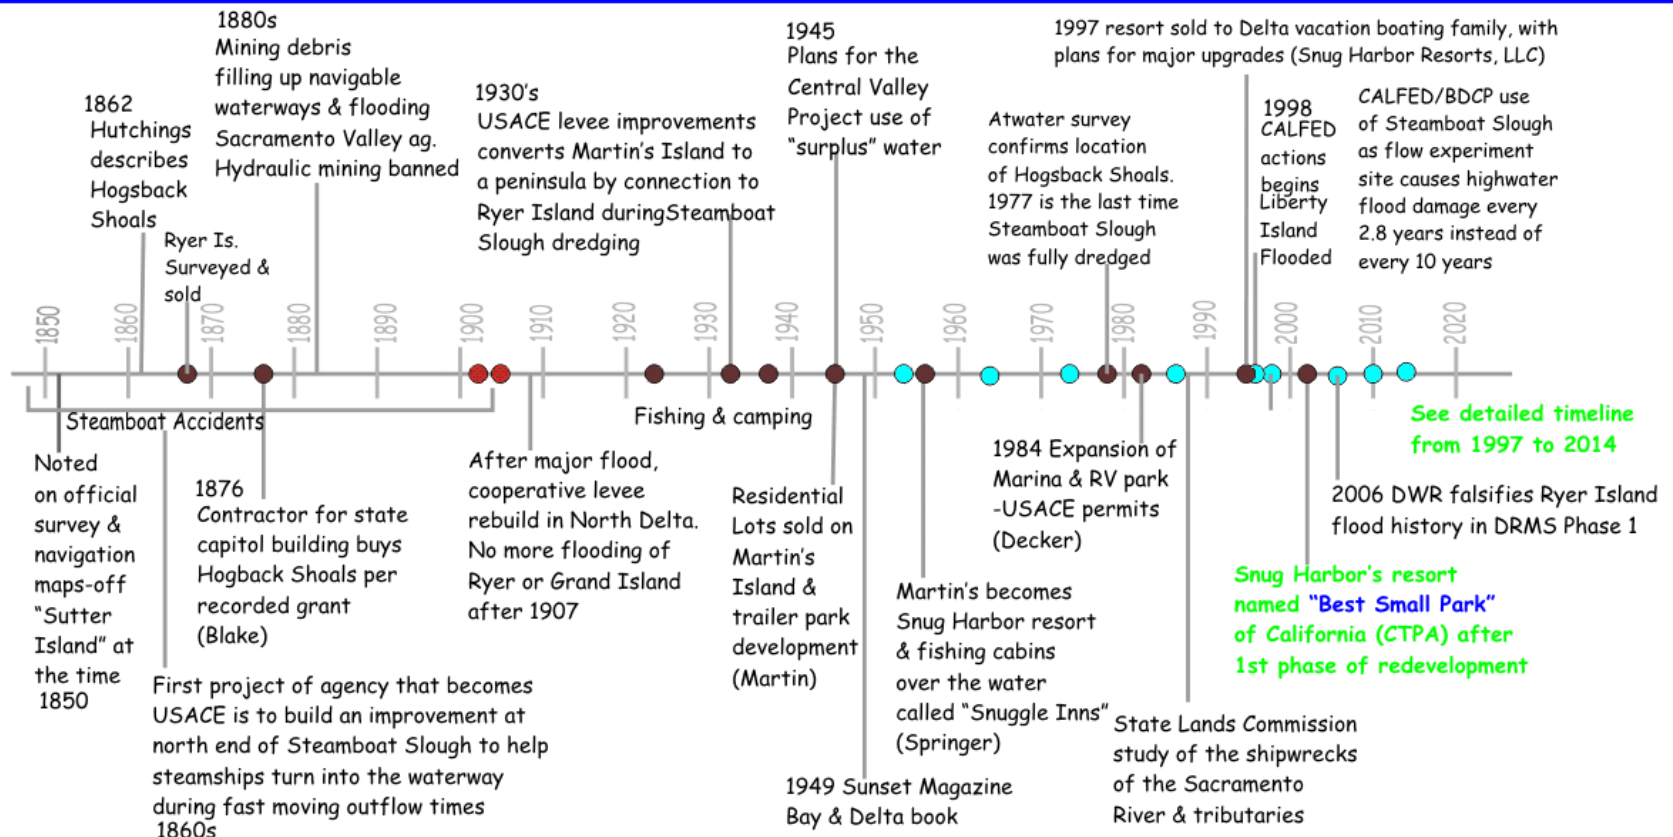 1880s
Mining debris
filling up navigable
waterways & flooding
Sacramento Valley ag.
Hydraulic mining banned
1862
Hutchings
describes
Hogsback
Shoals
Ryer Is.
Surveyed &
sold
1930's
USACE levee improvements
converts Martin's Island to
a peninsula by connection to
Ryer Island duringSteamboat
Slough dredging
1945
Plans for the
Central Valley
Project use of
"surplus" water
Atwater survey
confirms location
of Hogsback Shoals.
1977 is the last time
Steamboat Slough
was fully dredged
1997 resort sold to Delta vacation boating family, with
plans for major upgrades (Snug Harbor Resorts, LLC)
1998
CALFED
actions
begins
Liberty
Island
Flooded
CALFED/BDCP use
of Steamboat Slough
as flow experiment
site causes highwater
flood damage every
2.8 years instead of
every 10 years
1850
1860
1870
1880
1890
1900
1910
1920
1930
1940
1950
1960
1970
1980
1990
2000
2010
2020
Steamboat Accidents
Noted
on official
survey &
navigation
maps-off
"Sutter
Island" at
the time
1850
1876
Contractor for state
capitol building buys
Hogback Shoals per
recorded grant
(Blake)
First project of agency that becomes
USACE is to build an improvement at
north end of Steamboat Slough to help
steamships turn into the waterway
during fast moving outflow times
1860s
After major flood,
cooperative levee
rebuild in North Delta.
No more flooding of
Ryer or Grand Island
after 1907
Fishing & camping
Residential
Lots sold on
Martin's
Island &
trailer park
development
(Martin)
1949 Sunset Magazine
Bay & Delta book
Martin's becomes
Snug Harbor resort
& fishing cabins
over the water
called "Snuggle Inns"
(Springer)
1984 Expansion of
Marina & RV park
-USACE permits
(Decker)
State Lands Commission
study of the shipwrecks
of the Sacramento
River & tributaries
See detailed timeline
from 1997 to 2014
2006 DWR falsifies Ryer Island
flood history in DRMS Phase 1
Snug Harbor's resort
named "Best Small Park"
of California (CTPA) after
1st phase of redevelopment